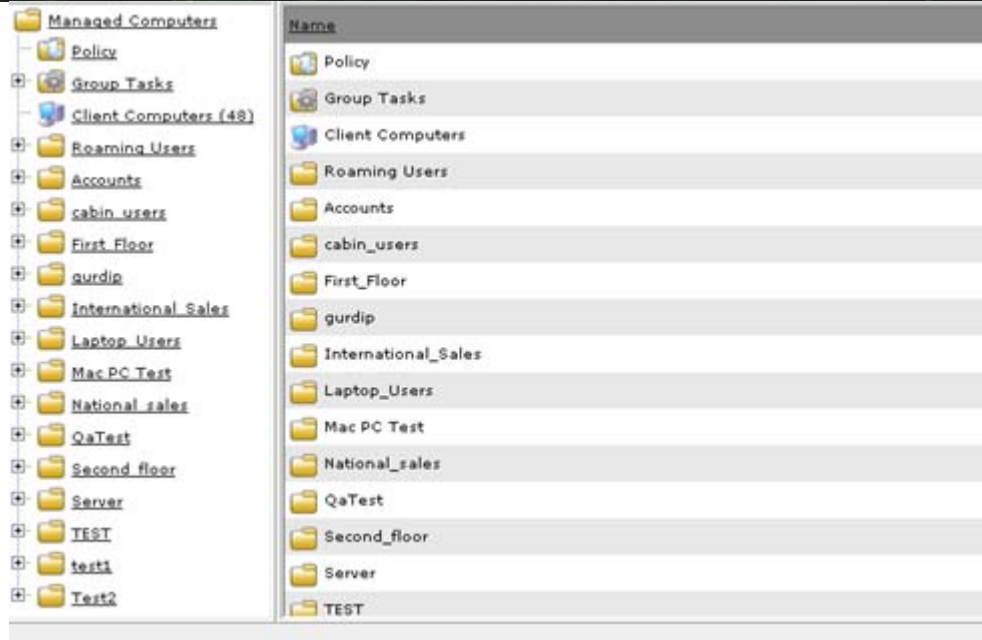 Managed Computers
Policy
Group Tasks
Client Computers (48)
Roaming Users
Accounts
cabin_users
First_Floor
gurdip
International_Sales
Laptop_Users
Mac PC Test
National_sales
QaTest
Second_floor
Server
TEST
test1
Test2
Name
Policy
Group Tasks
Client Computers
Roaming Users
Accounts
cabin_users
First_Floor
gurdip
International_Sales
Laptop_Users
Mac PC Test
National_sales
QaTest
Second_floor
Server
TEST